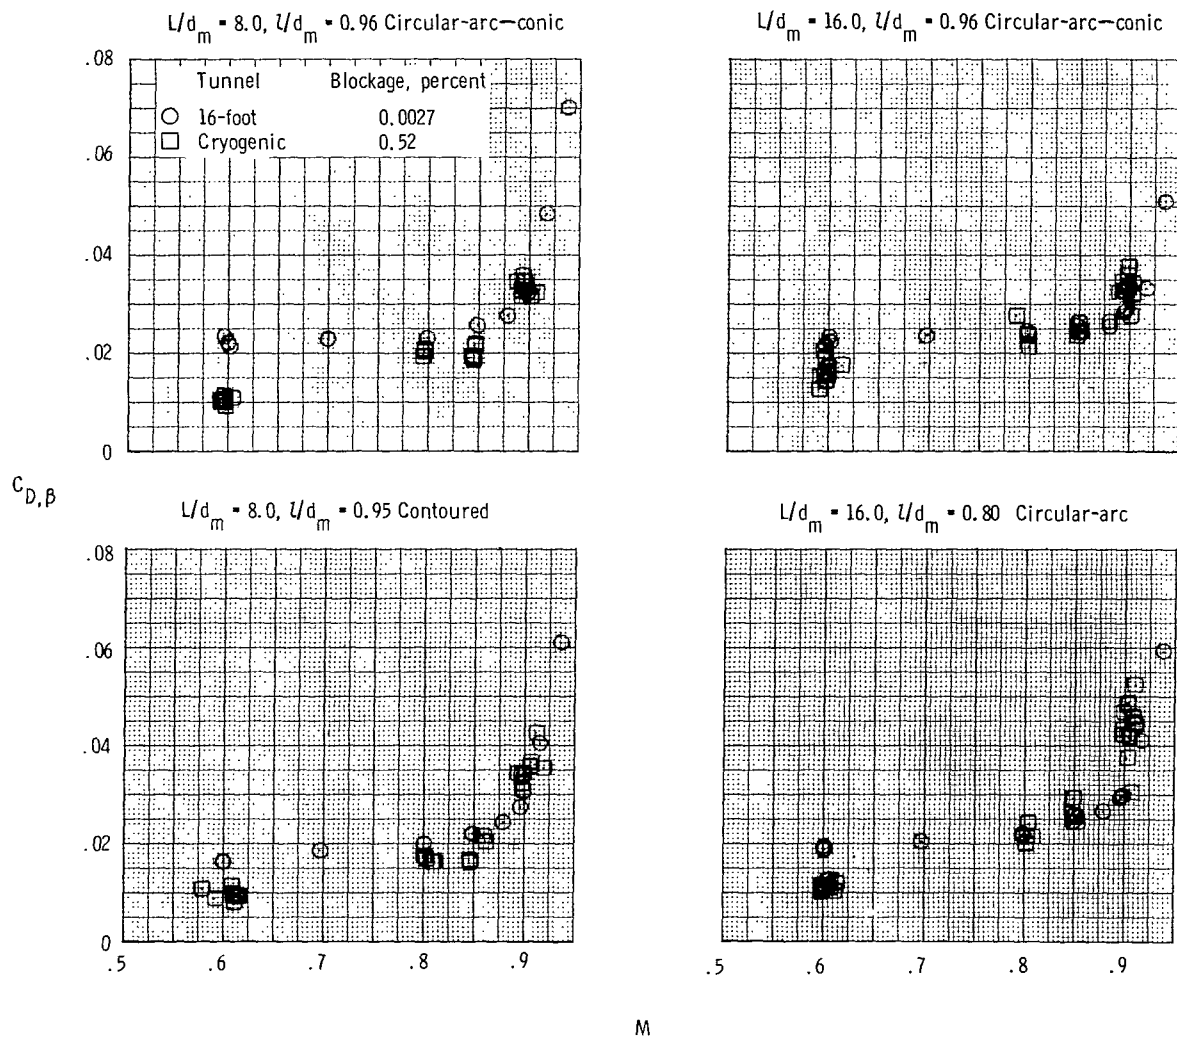 L/d_m = 8.0, l/d_m = 0.96 Circular-arc—conic
L/d_m = 16.0, l/d_m = 0.96 Circular-arc—conic
.08
Tunnel Blockage, percent
16-foot 0.0027
Cryogenic 0.52
.06
.04
.02
0
C_D,β
L/d_m = 8.0, l/d_m = 0.95 Contoured
L/d_m = 16.0, l/d_m = 0.80 Circular-arc
.08
.06
.04
.02
0
.5 .6 .7 .8 .9
.5 .6 .7 .8 .9
M